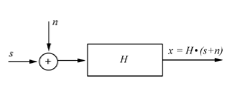 n
s
+
H
x = H•(s+n)